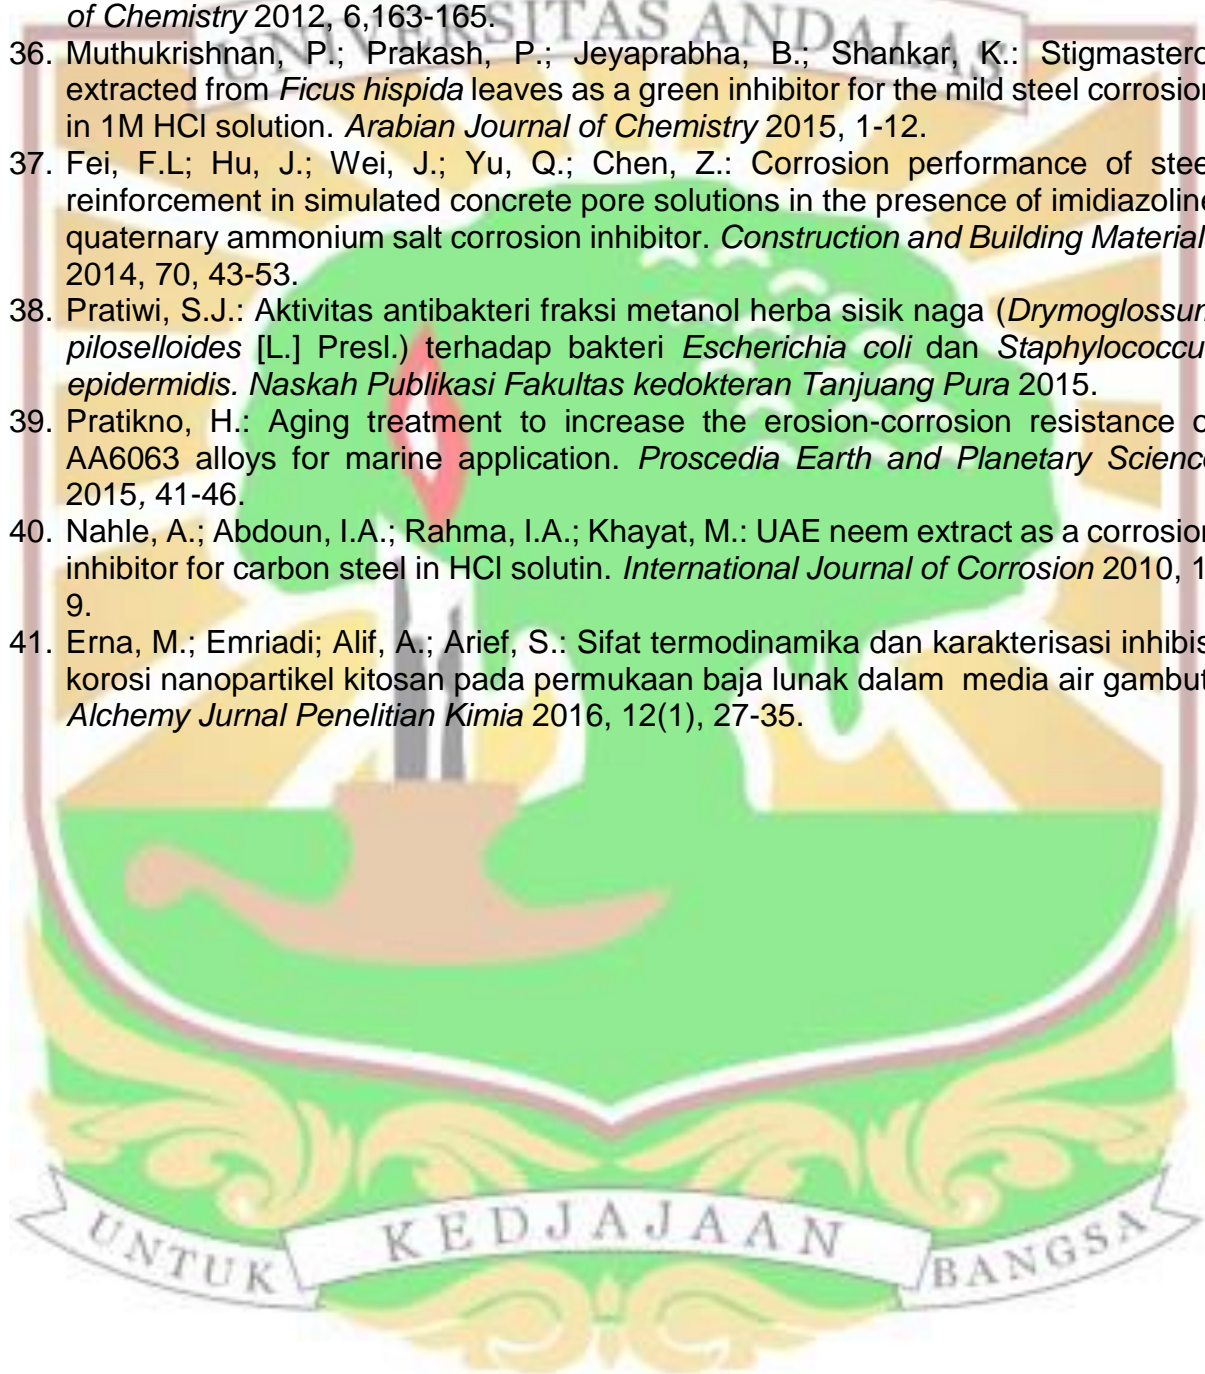 of Chemistry 2012, 6,163-165.
UNIVERSITAS ANDALAS
36. Muthukrishnan, P.; Prakash, P.; Jeyaprabha, B.; Shankar, K.: Stigmastero
extracted from Ficus hispida leaves as a green inhibitor for the mild steel corrosion
in 1M HCl solution. Arabian Journal of Chemistry 2015, 1-12.
37. Fei, F.L; Hu, J.; Wei, J.; Yu, Q.; Chen, Z.: Corrosion performance of stee
reinforcement in simulated concrete pore solutions in the presence of imidiazoline
quaternary ammonium salt corrosion inhibitor. Construction and Building Material
2014, 70, 43-53.
38. Pratiwi, S.J.: Aktivitas antibakteri fraksi metanol herba sisik naga (Drymoglossum
piloselloides [L.] Presl.) terhadap bakteri Escherichia coli dan Staphylococcu
epidermidis. Naskah Publikasi Fakultas kedokteran Tanjuang Pura 2015.
39. Pratikno, H.: Aging treatment to increase the erosion-corrosion resistance o
AA6063 alloys for marine application. Proscedia Earth and Planetary Science
2015, 41-46.
40. Nahle, A.; Abdoun, I.A.; Rahma, I.A.; Khayat, M.: UAE neem extract as a corrosion
inhibitor for carbon steel in HCl solutin. International Journal of Corrosion 2010, 1
9.
41. Erna, M.; Emriadi; Alif, A.; Arief, S.: Sifat termodinamika dan karakterisasi inhibis
korosi nanopartikel kitosan pada permukaan baja lunak dalam media air gambut
Alchemy Jurnal Penelitian Kimia 2016, 12(1), 27-35.
UNTUK KEDJAJAAN BANGSA